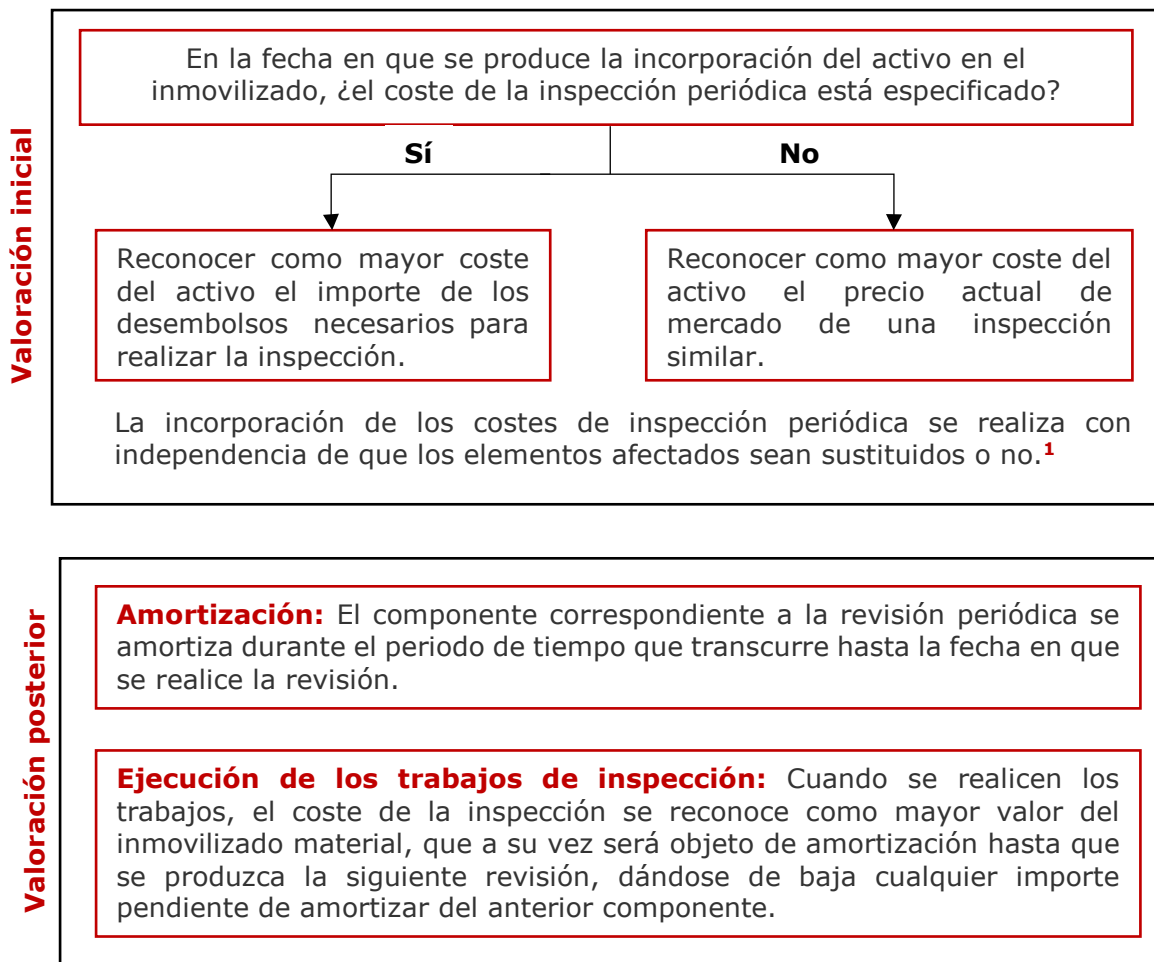 Valoración inicial
En la fecha en que se produce la incorporación del activo en el
inmovilizado, ¿el coste de la inspección periódica está especificado?
Sí
No
Reconocer como mayor coste
del activo el importe de los
desembolsos necesarios para
realizar la inspección.
Reconocer como mayor coste del
activo el precio actual de
mercado de una inspección
similar.
La incorporación de los costes de inspección periódica se realiza con
independencia de que los elementos afectados sean sustituidos o no.1
Valoración posterior
Amortización: El componente correspondiente a la revisión periódica se
amortiza durante el periodo de tiempo que transcurre hasta la fecha en que
se realice la revisión.
Ejecución de los trabajos de inspección: Cuando se realicen los
trabajos, el coste de la inspección se reconoce como mayor valor del
inmovilizado material, que a su vez será objeto de amortización hasta que
se produzca la siguiente revisión, dándose de baja cualquier importe
pendiente de amortizar del anterior componente.